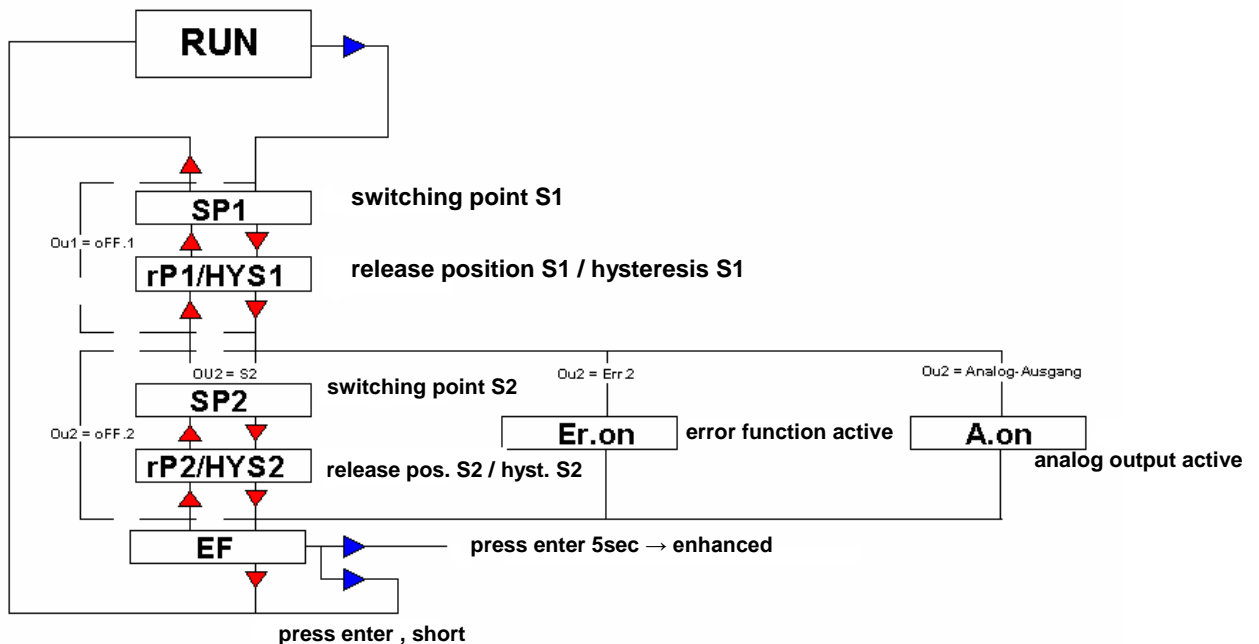 RUN
SP1
switching point S1
Ou1 = oFF.1
rP1/HYS1
release position S1 / hysteresis S1
OU2 = S2
Ou2 = Err.2
Ou2 = Analog-Ausgang
switching point S2
SP2
Ou2 = oFF.2
Er.on
error function active
A.on
analog output active
rP2/HYS2
release pos. S2 / hyst. S2
EF
press enter 5sec → enhanced
press enter , short